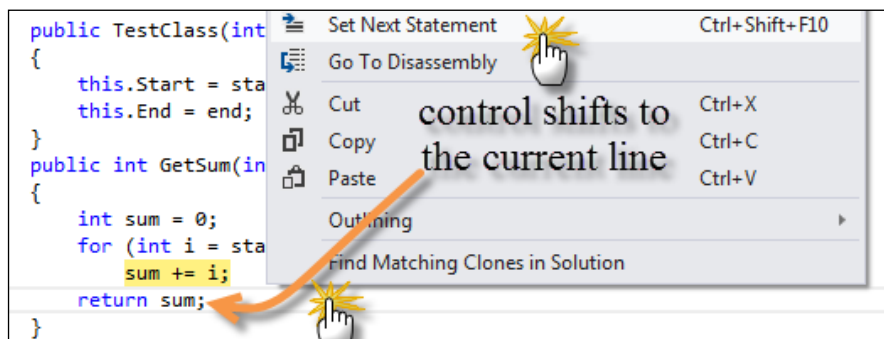 public TestClass(int
{
this.Start = sta
this.End = end;
}
public int GetSum(in
{
int sum = 0;
for (int i = sta
sum += i;
return sum;
}
Set Next Statement Ctrl+Shift+F10
Go To Disassembly
Cut Ctrl+X
Copy Ctrl+C
Paste Ctrl+V
Outlining
Find Matching Clones in Solution
control shifts to
the current line